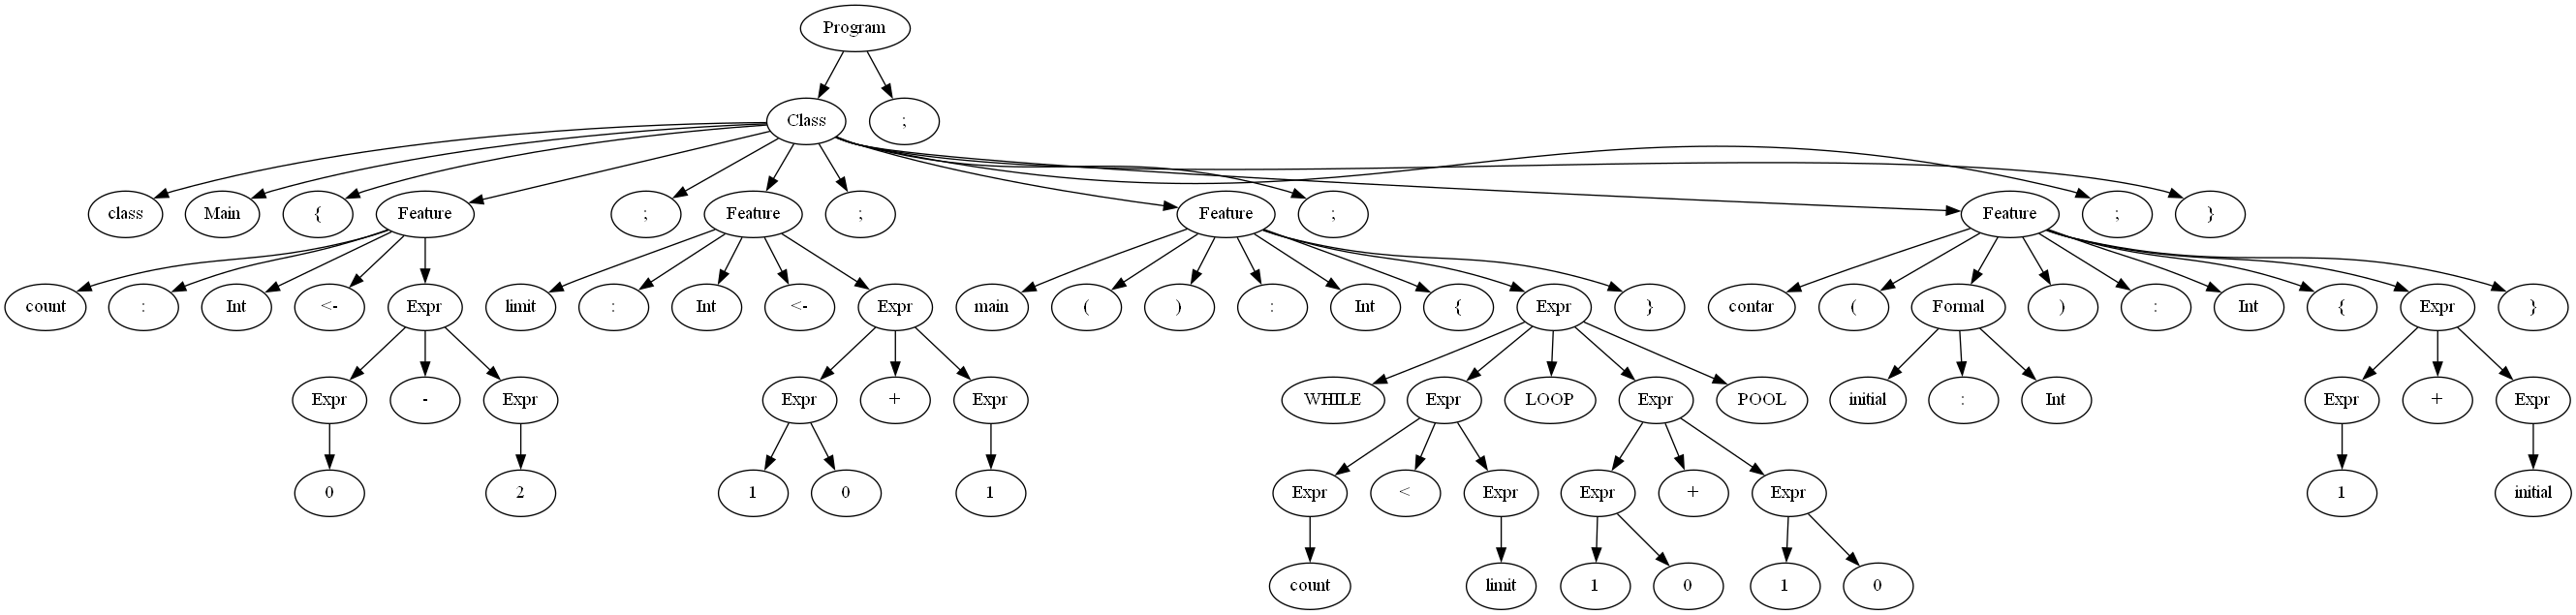 Program
Class ;
class Main { Feature ; Feature ; Feature ; Feature ; }
count : Int <- Expr limit : Int <- Expr main ( ) : Int { Expr } contar ( Formal ) : Int { Expr }
Expr - Expr Expr + Expr WHILE Expr LOOP Expr POOL initial : Int Expr + Expr
0 2 1 0 1 Expr < Expr Expr + Expr 1 initial
count limit 1 0 1 0